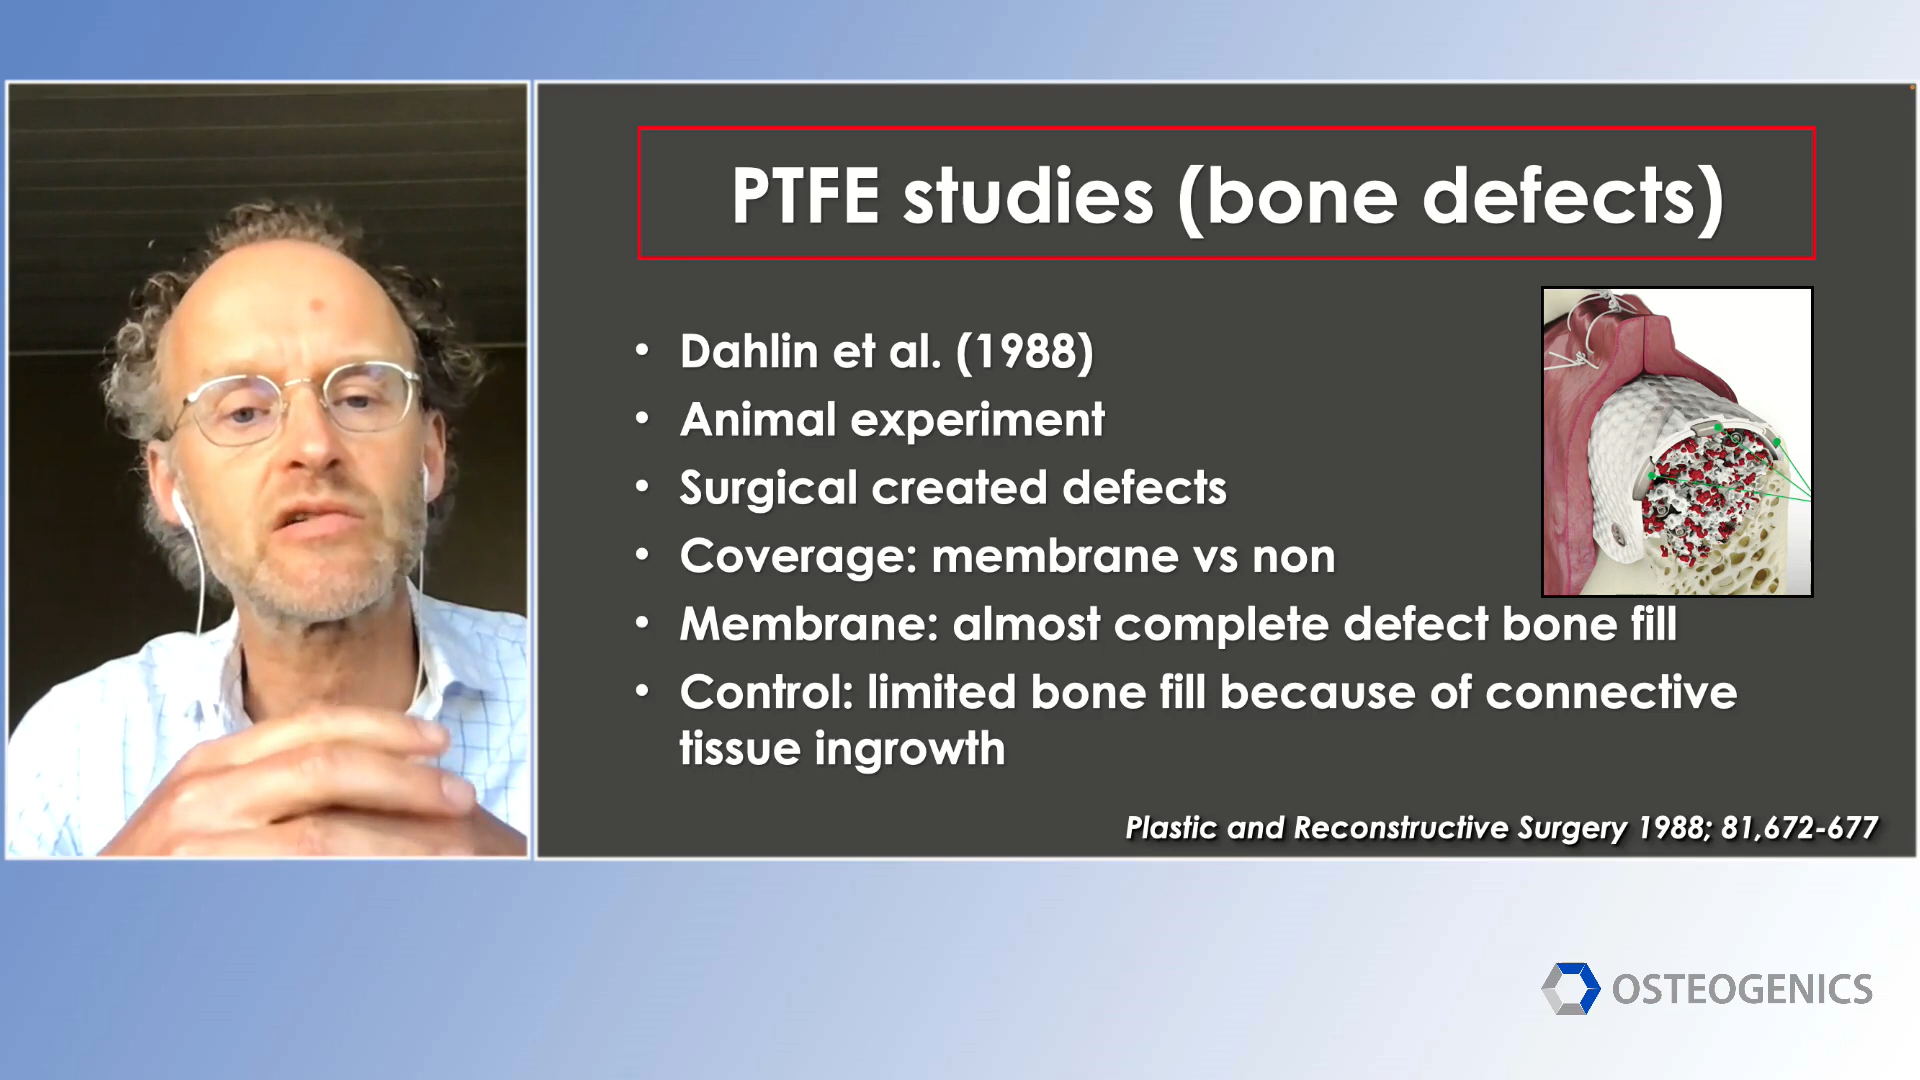 PTFE studies (bone defects)
• Dahlin et al. (1988)
• Animal experiment
• Surgical created defects
• Coverage: membrane vs non
• Membrane: almost complete defect bone fill
• Control: limited bone fill because of connective
tissue ingrowth
Plastic and Reconstructive Surgery 1988; 81,672-677
OSTEOGENICS